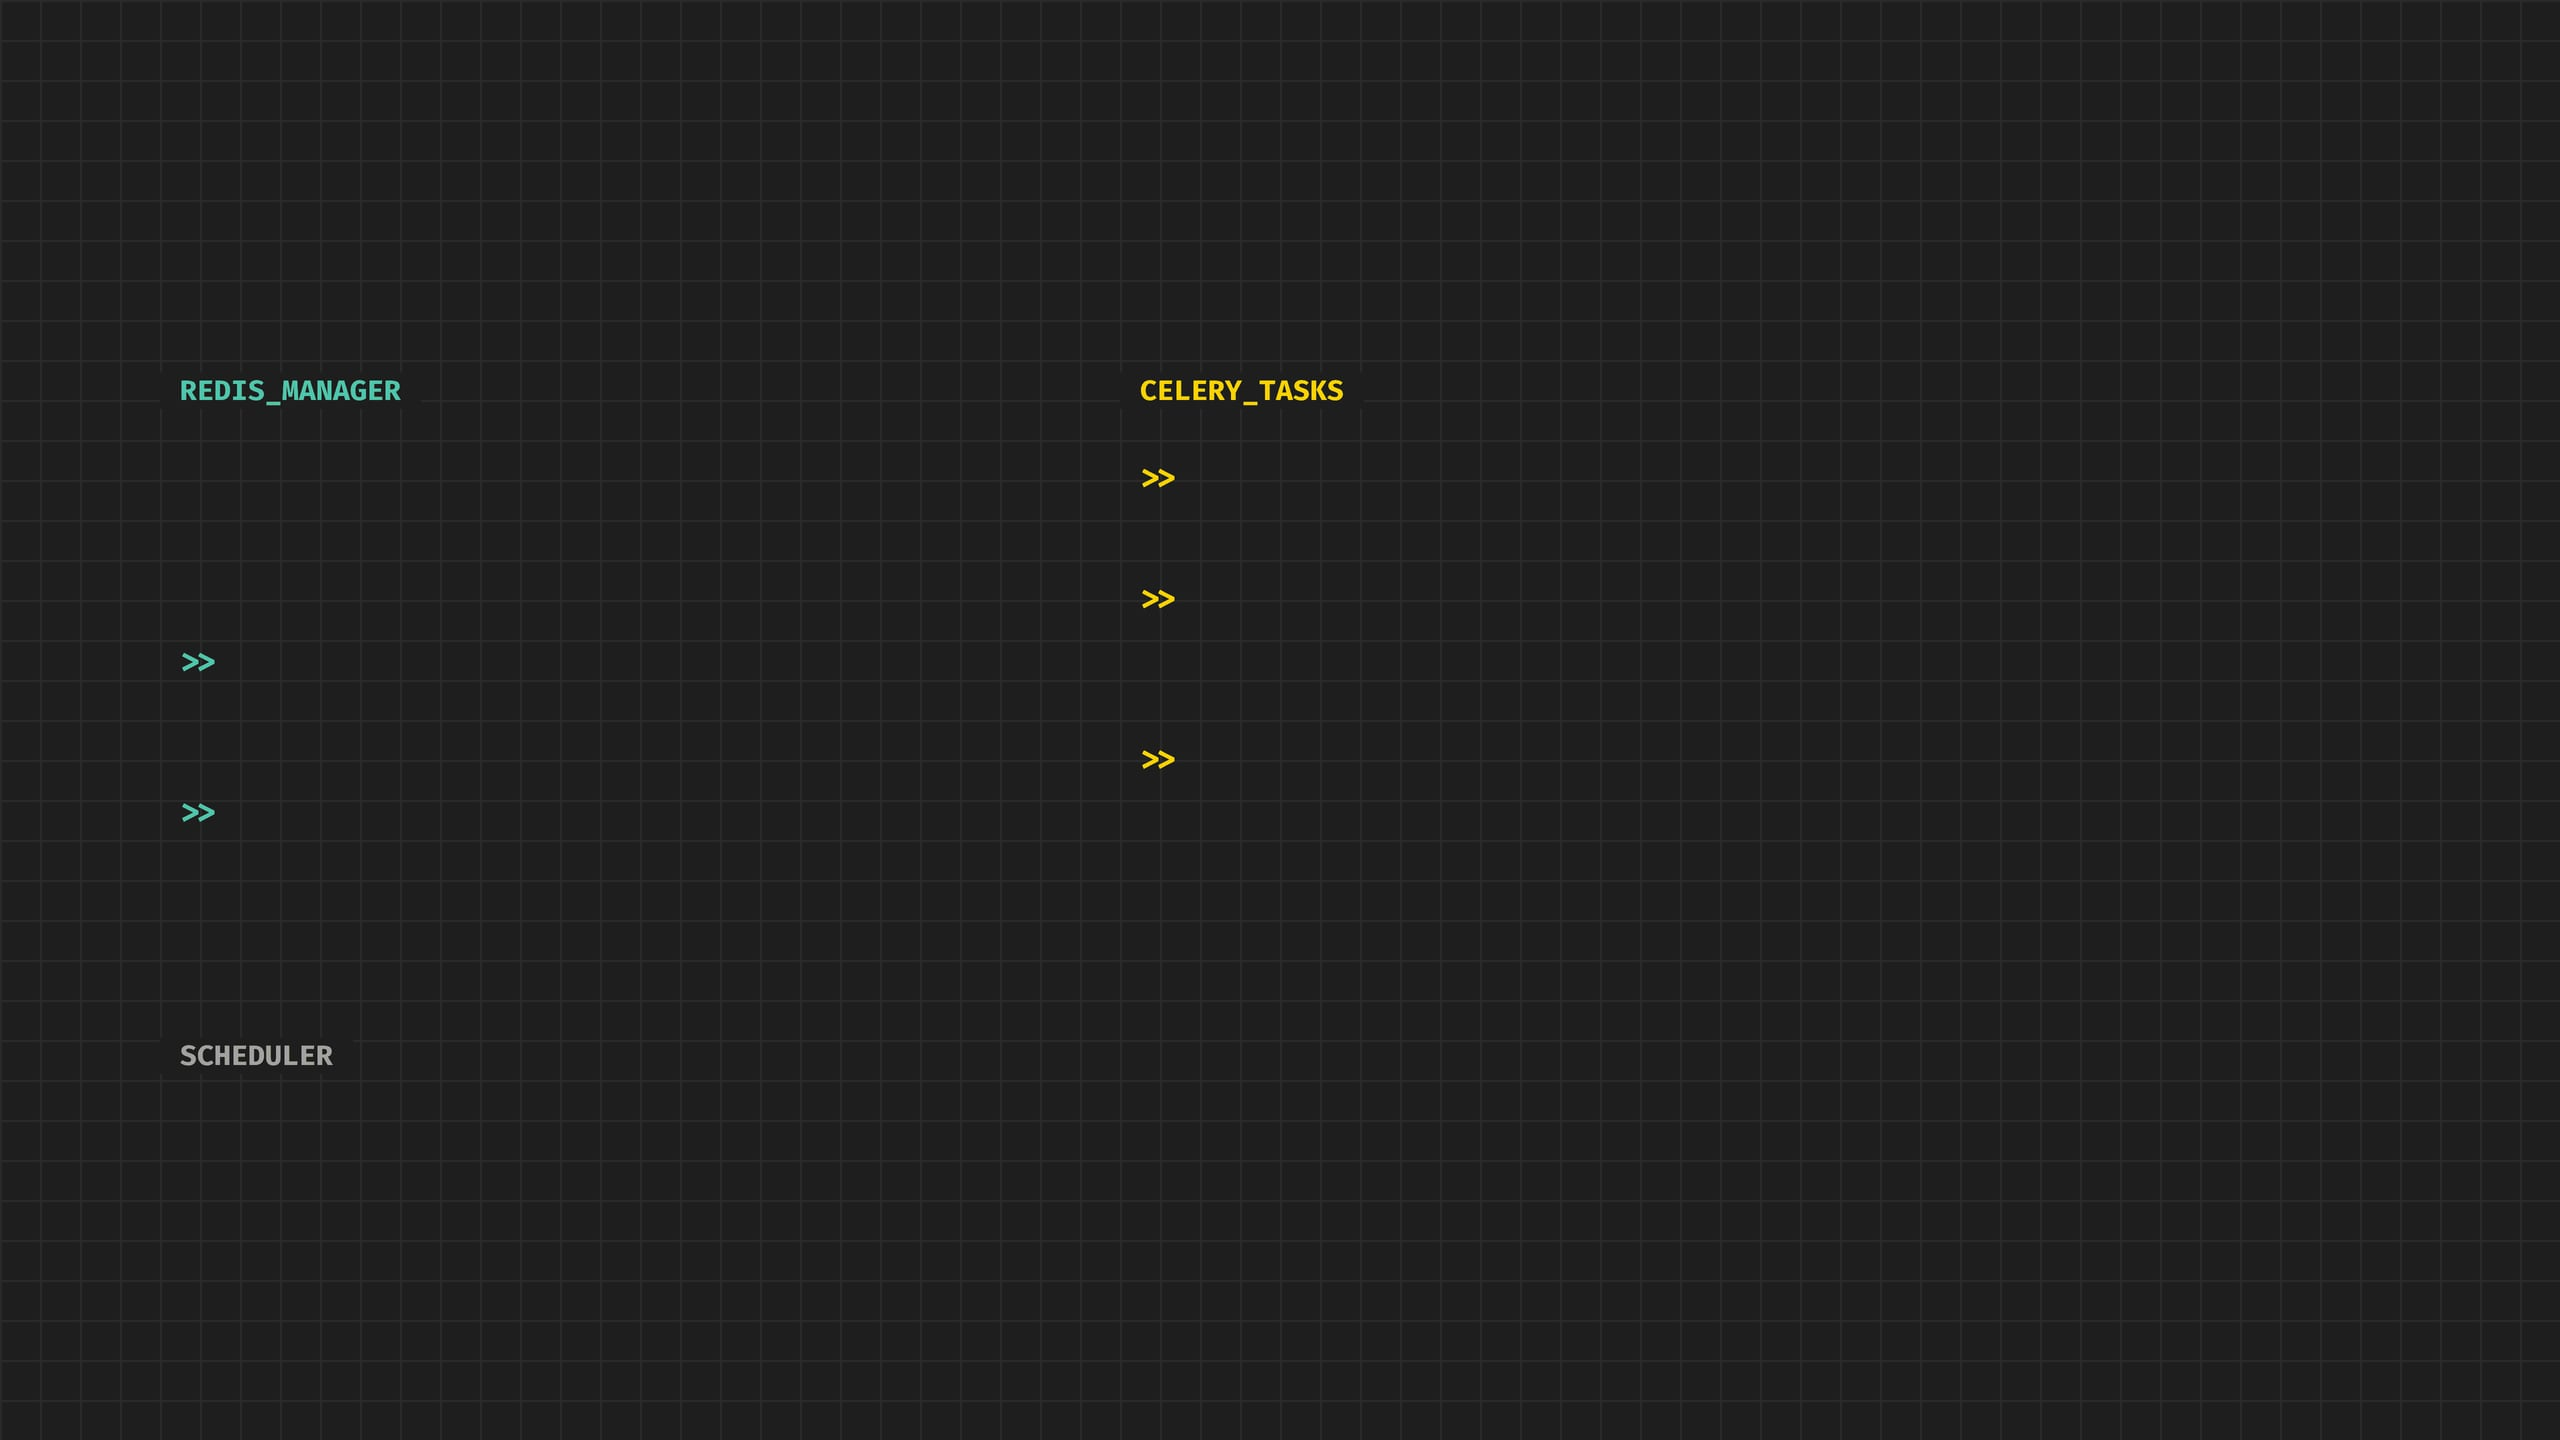 REDIS_MANAGER
>>
>>
SCHEDULER
CELERY_TASKS
>>
>>
>>